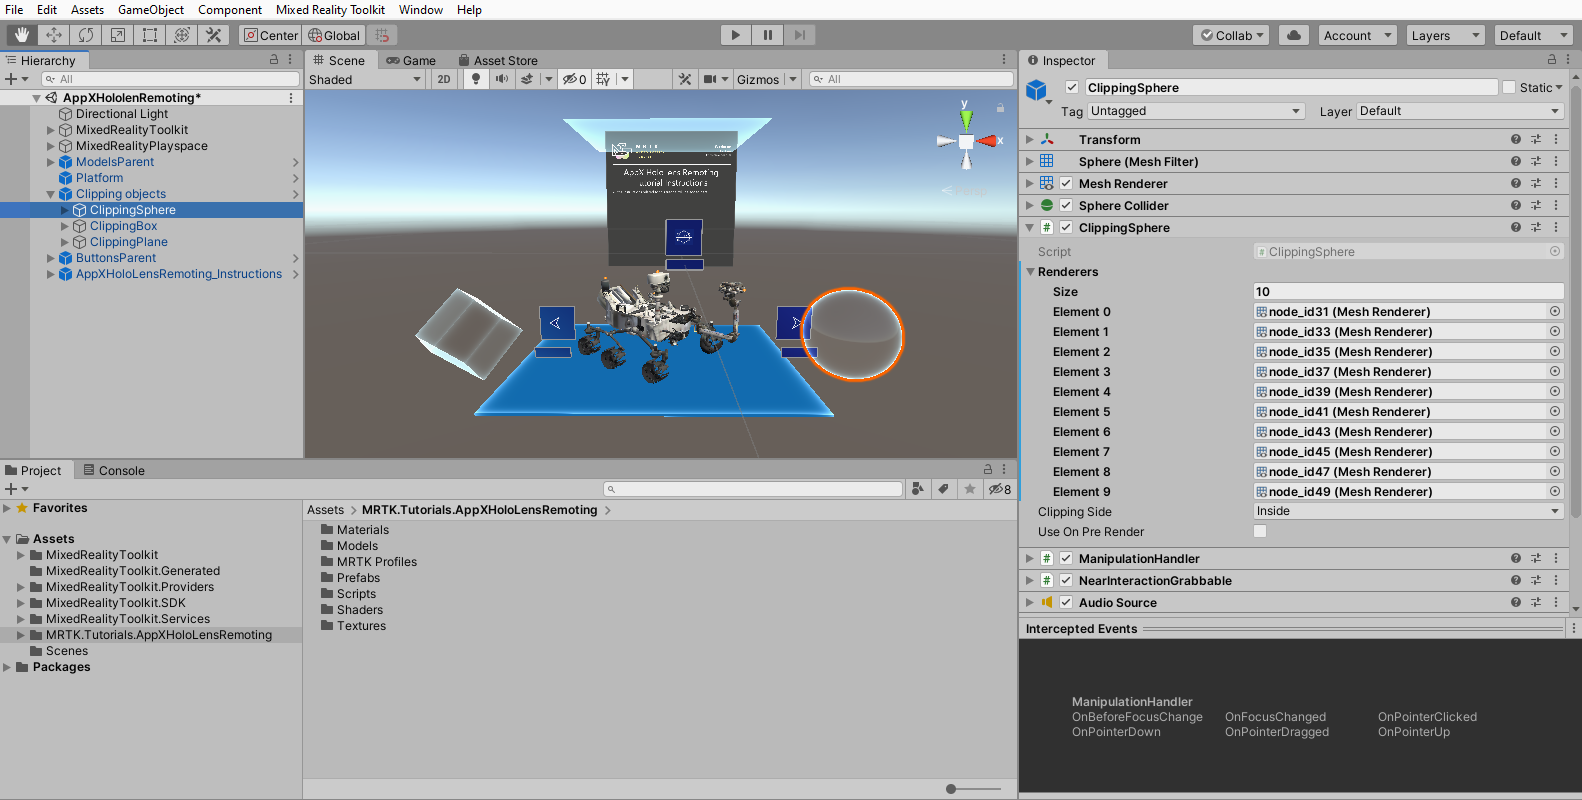 File Edit Assets GameObject Component Mixed Reality Toolkit Window Help
Center Global
Collab Account Layers Default
Hierarchy
All
AppXHololenRemoting*
Directional Light
MixedRealityToolkit
MixedRealityPlayspace
ModelsParent
Platform
Clipping objects
ClippingSphere
ClippingBox
ClippingPlane
ButtonsParent
AppXHoloLensRemoting_Instructions
Scene Game Asset Store
Shaded 2D 0 Gizmos All
y
x
AppX HoloLens Remoting
utorial Instructions
Inspector
ClippingSphere Static
Tag Untagged Layer Default
Transform
Sphere (Mesh Filter)
Mesh Renderer
Sphere Collider
ClippingSphere
Script ClippingSphere
Renderers
Size 10
Element 0 node_id31 (Mesh Renderer)
Element 1 node_id33 (Mesh Renderer)
Element 2 node_id35 (Mesh Renderer)
Element 3 node_id37 (Mesh Renderer)
Element 4 node_id39 (Mesh Renderer)
Element 5 node_id41 (Mesh Renderer)
Element 6 node_id43 (Mesh Renderer)
Element 7 node_id45 (Mesh Renderer)
Element 8 node_id47 (Mesh Renderer)
Element 9 node_id49 (Mesh Renderer)
Clipping Side Inside
Use On Pre Render
ManipulationHandler
NearInteractionGrabbable
Audio Source
Intercepted Events
ManipulationHandler
OnBeforeFocusChange OnFocusChanged OnPointerClicked
OnPointerDown OnPointerDragged OnPointerUp
Project Console
8
Favorites
Assets
MixedRealityToolkit
MixedRealityToolkit.Generated
MixedRealityToolkit.Providers
MixedRealityToolkit.SDK
MixedRealityToolkit.Services
MRTK.Tutorials.AppXHoloLensRemoting
Scenes
Packages
Assets > MRTK.Tutorials.AppXHoloLensRemoting >
Materials
Models
MRTK Profiles
Prefabs
Scripts
Shaders
Textures